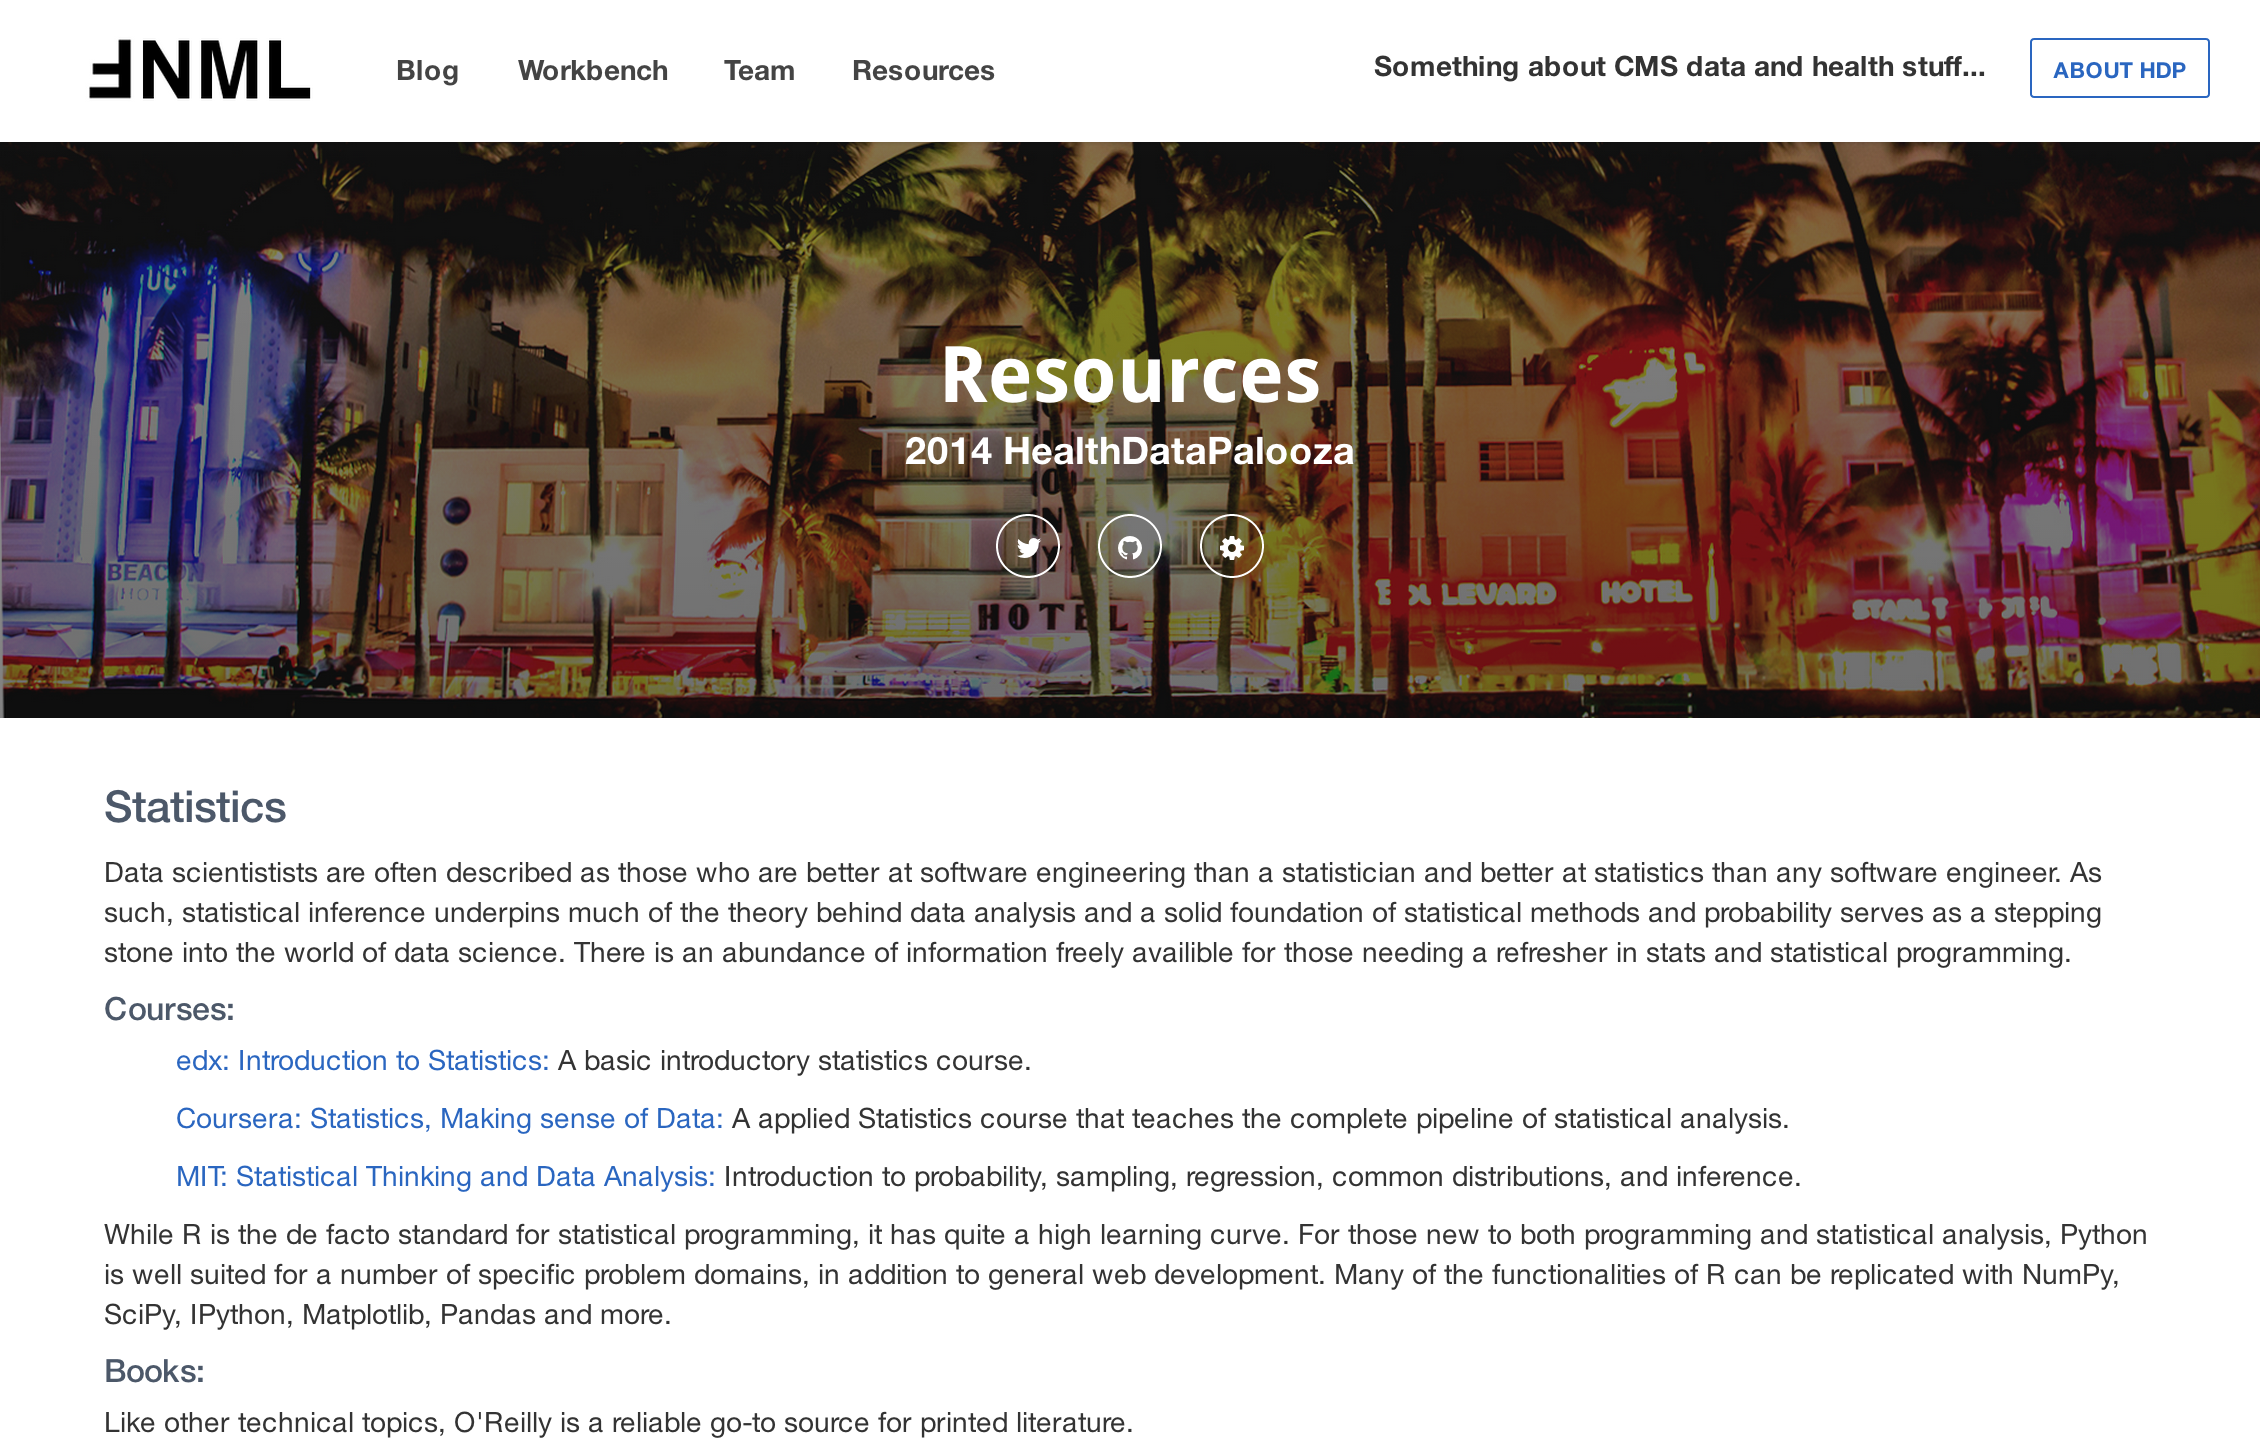 ℲNML
Blog Workbench Team Resources
Something about CMS data and health stuff...
ABOUT HDP
Resources
2014 HealthDataPalooza
BEACON
HOTEL
HOTEL
LEVARD HOTEL
Statistics
Data scientistists are often described as those who are better at software engineering than a statistician and better at statistics than any software engineer. As
such, statistical inference underpins much of the theory behind data analysis and a solid foundation of statistical methods and probability serves as a stepping
stone into the world of data science. There is an abundance of information freely availible for those needing a refresher in stats and statistical programming.
Courses:
edx: Introduction to Statistics: A basic introductory statistics course.
Coursera: Statistics, Making sense of Data: A applied Statistics course that teaches the complete pipeline of statistical analysis.
MIT: Statistical Thinking and Data Analysis: Introduction to probability, sampling, regression, common distributions, and inference.
While R is the de facto standard for statistical programming, it has quite a high learning curve. For those new to both programming and statistical analysis, Python
is well suited for a number of specific problem domains, in addition to general web development. Many of the functionalities of R can be replicated with NumPy,
SciPy, IPython, Matplotlib, Pandas and more.
Books:
Like other technical topics, O'Reilly is a reliable go-to source for printed literature.